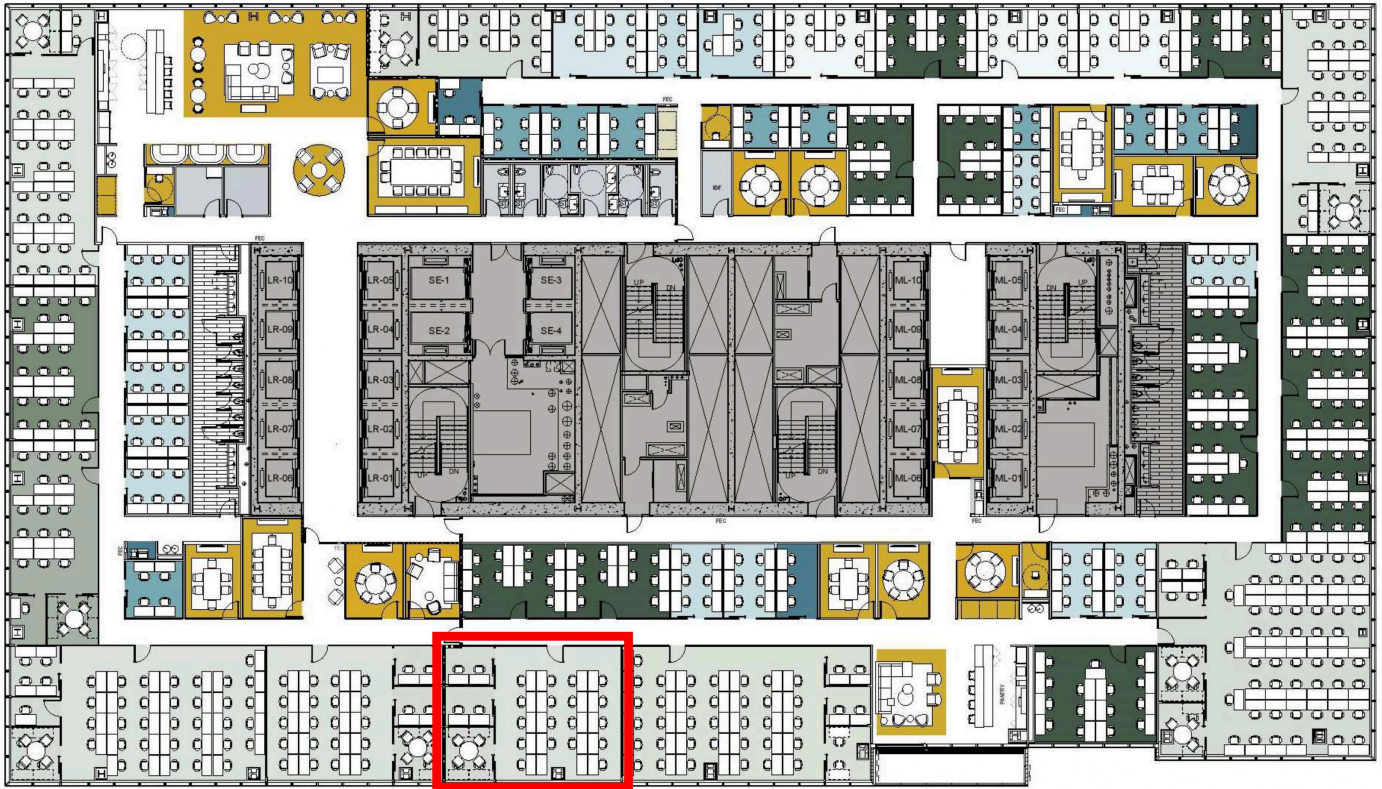 FEC
IDF
FEC
FEC
LR-10
LR-05
SE-1
SE-3
UP
DN
ML-10
ML-05
DN
UP
LR-09
LR-04
SE-2
SE-4
ML-09
ML-04
LR-08
LR-03
ML-08
ML-03
LR-07
LR-02
ML-07
ML-02
LR-06
LR-01
UP
DN
UP
DN
ML-06
ML-01
FEC
FEC
FEC
FEC
PANTRY